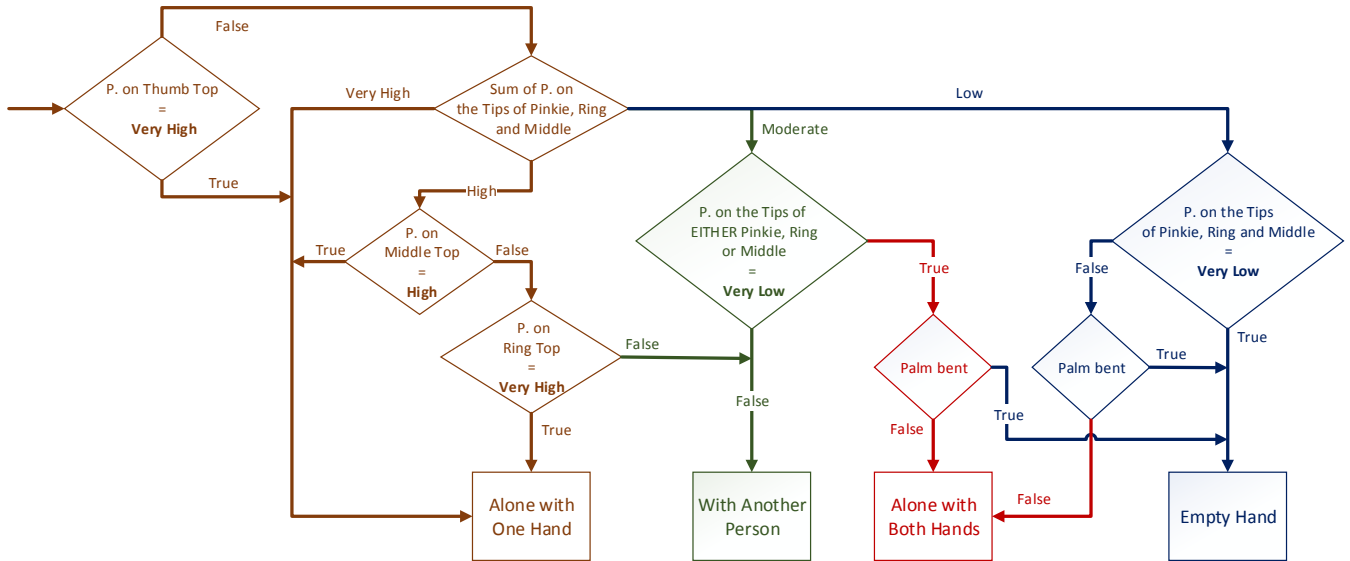 False
P. on Thumb Top
=
Very High
True
Sum of P. on
the Tips of Pinkie, Ring
and Middle
Very High
Low
Moderate
High
P. on
Middle Top
=
High
True
False
P. on
Ring Top
=
Very High
False
True
P. on the Tips of
EITHER Pinkie, Ring
or Middle
=
Very Low
True
False
P. on the Tips
of Pinkie, Ring and Middle
=
Very Low
False
True
Palm bent
True
False
Palm bent
True
False
Alone with
One Hand
With Another
Person
Alone with
Both Hands
Empty Hand